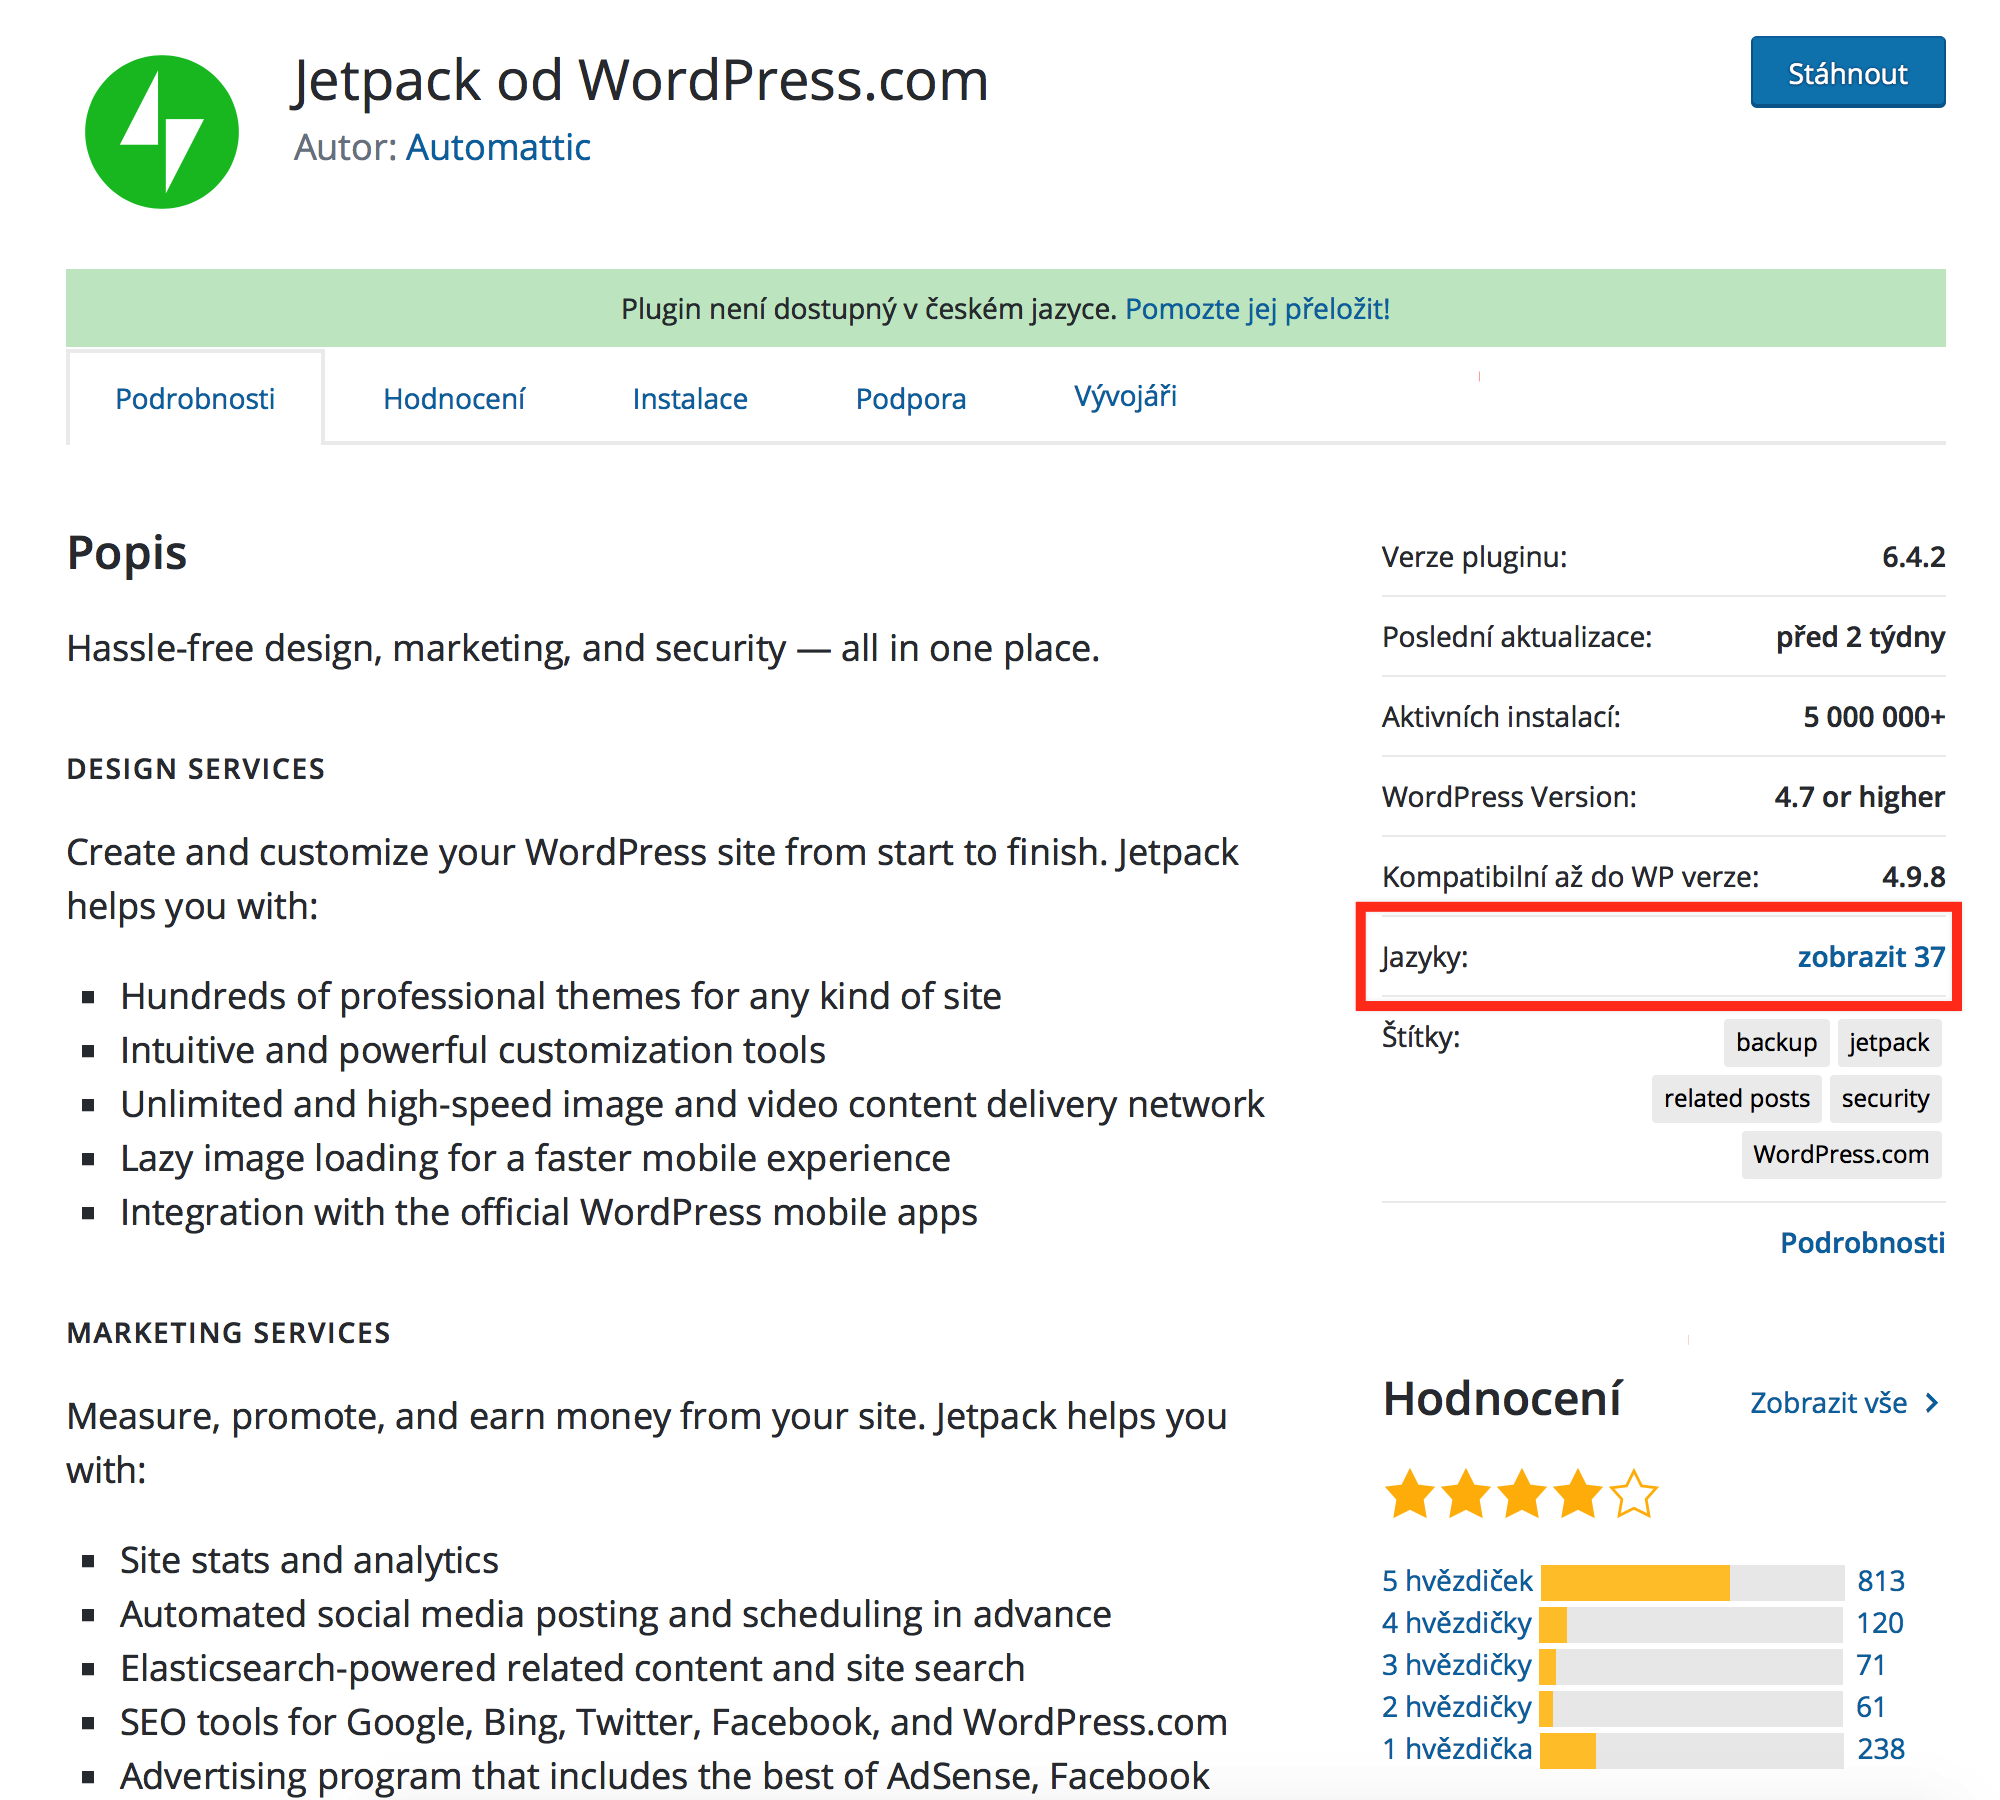 Jetpack od WordPress.com
Autor: Automattic
Stáhnout
Plugin není dostupný v českém jazyce. Pomozte jej přeložit!
Podrobnosti
Hodnocení
Instalace
Podpora
Vývojáři
Popis
Hassle-free design, marketing, and security — all in one place.
DESIGN SERVICES
Create and customize your WordPress site from start to finish. Jetpack
helps you with:
▪ Hundreds of professional themes for any kind of site
▪ Intuitive and powerful customization tools
▪ Unlimited and high-speed image and video content delivery network
▪ Lazy image loading for a faster mobile experience
▪ Integration with the official WordPress mobile apps
MARKETING SERVICES
Measure, promote, and earn money from your site. Jetpack helps you
with:
▪ Site stats and analytics
▪ Automated social media posting and scheduling in advance
▪ Elasticsearch-powered related content and site search
▪ SEO tools for Google, Bing, Twitter, Facebook, and WordPress.com
▪ Advertising program that includes the best of AdSense, Facebook
Verze pluginu: 6.4.2
Poslední aktualizace: před 2 týdny
Aktivních instalací: 5 000 000+
WordPress Version: 4.7 or higher
Kompatibilní až do WP verze: 4.9.8
Jazyky: zobrazit 37
Štítky: backup jetpack
related posts security
WordPress.com
Podrobnosti
Hodnocení Zobrazit vše
5 hvězdiček 813
4 hvězdičky 120
3 hvězdičky 71
2 hvězdičky 61
1 hvězdička 238